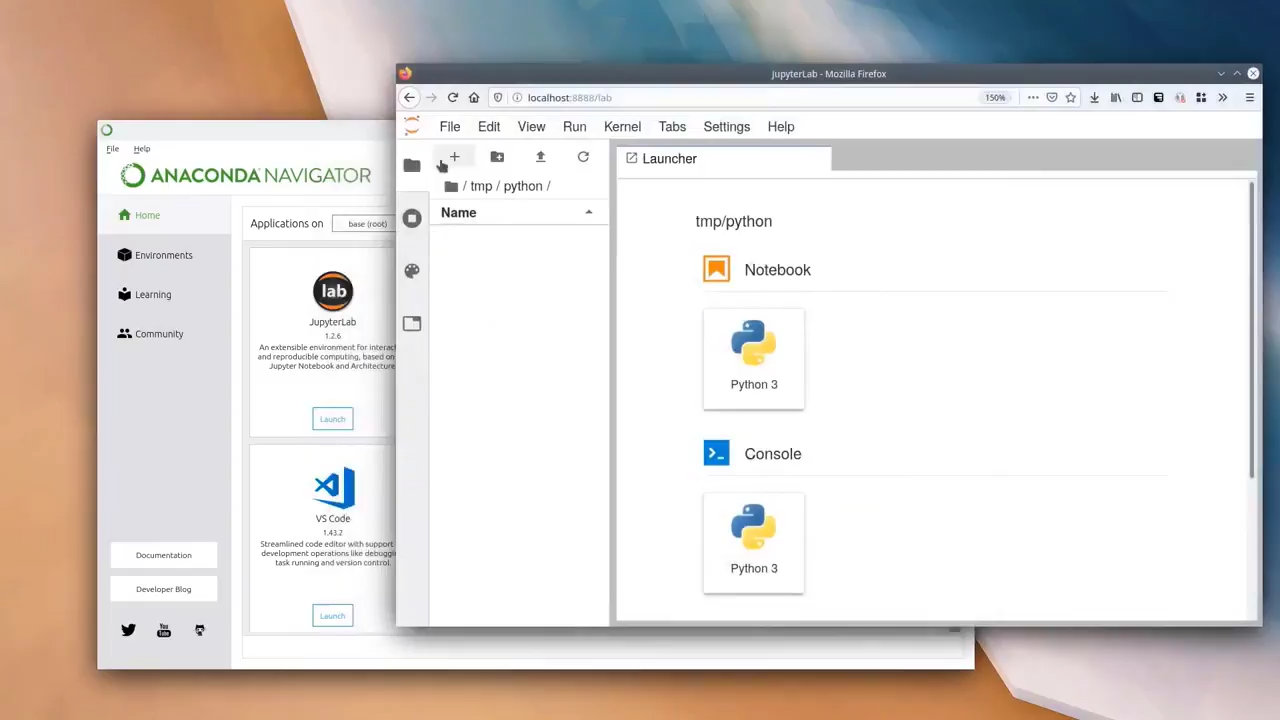 jupyterLab - Mozilla Firefox
localhost:8888/lab
150%
File Edit View Run Kernel Tabs Settings Help
/ tmp / python /
Name
Launcher
tmp/python
Notebook
Python 3
Console
Python 3
File Help
ANACONDA NAVIGATOR
Home
Environments
Learning
Community
Documentation
Developer Blog
You
Tube
Applications on base (root)
lab
JupyterLab
1.2.6
An extensible environment for interac
and reproducible computing, based on
Jupyter Notebook and Architecture
Launch
VS Code
1.43.2
Streamlined code editor with support
development operations like debugging
task running and version control.
Launch